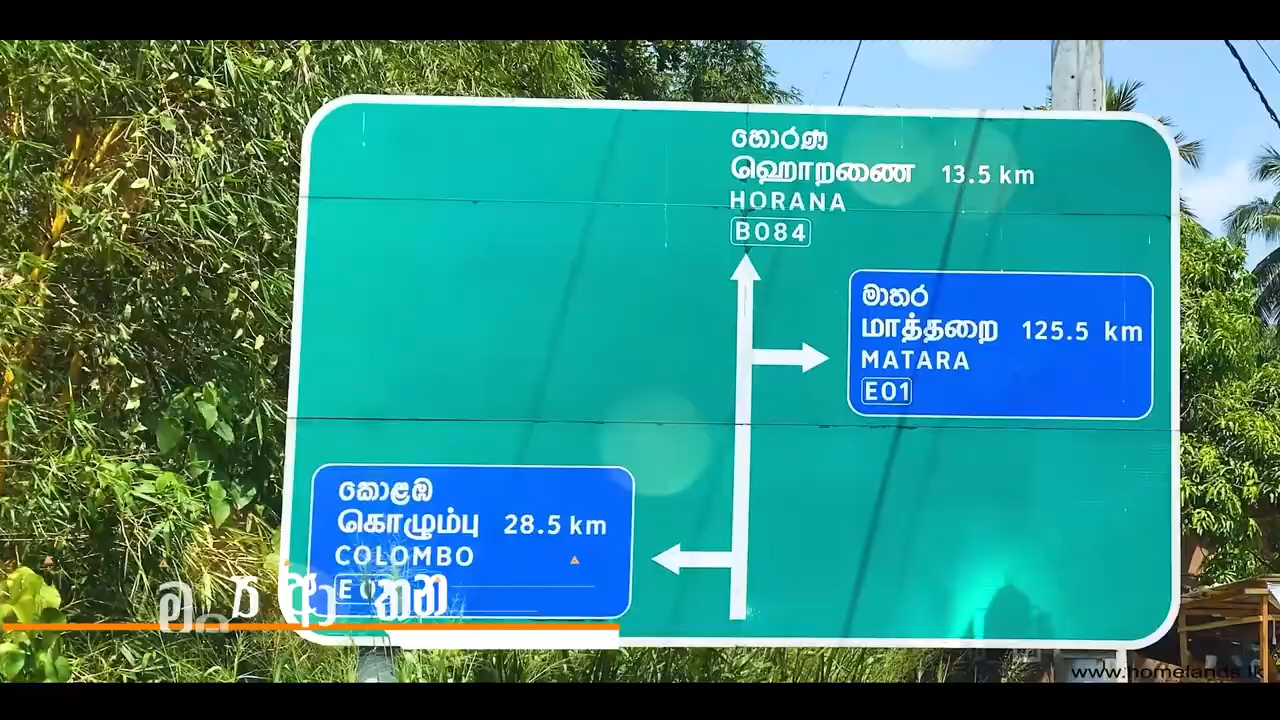 හොරණ
ஹொறணை 13.5 km
HORANA
B084
මාතර
மாத்தறை 125.5 km
MATARA
E01
කොළඹ
கொழும்பு 28.5 km
COLOMBO
www.homelands.lk